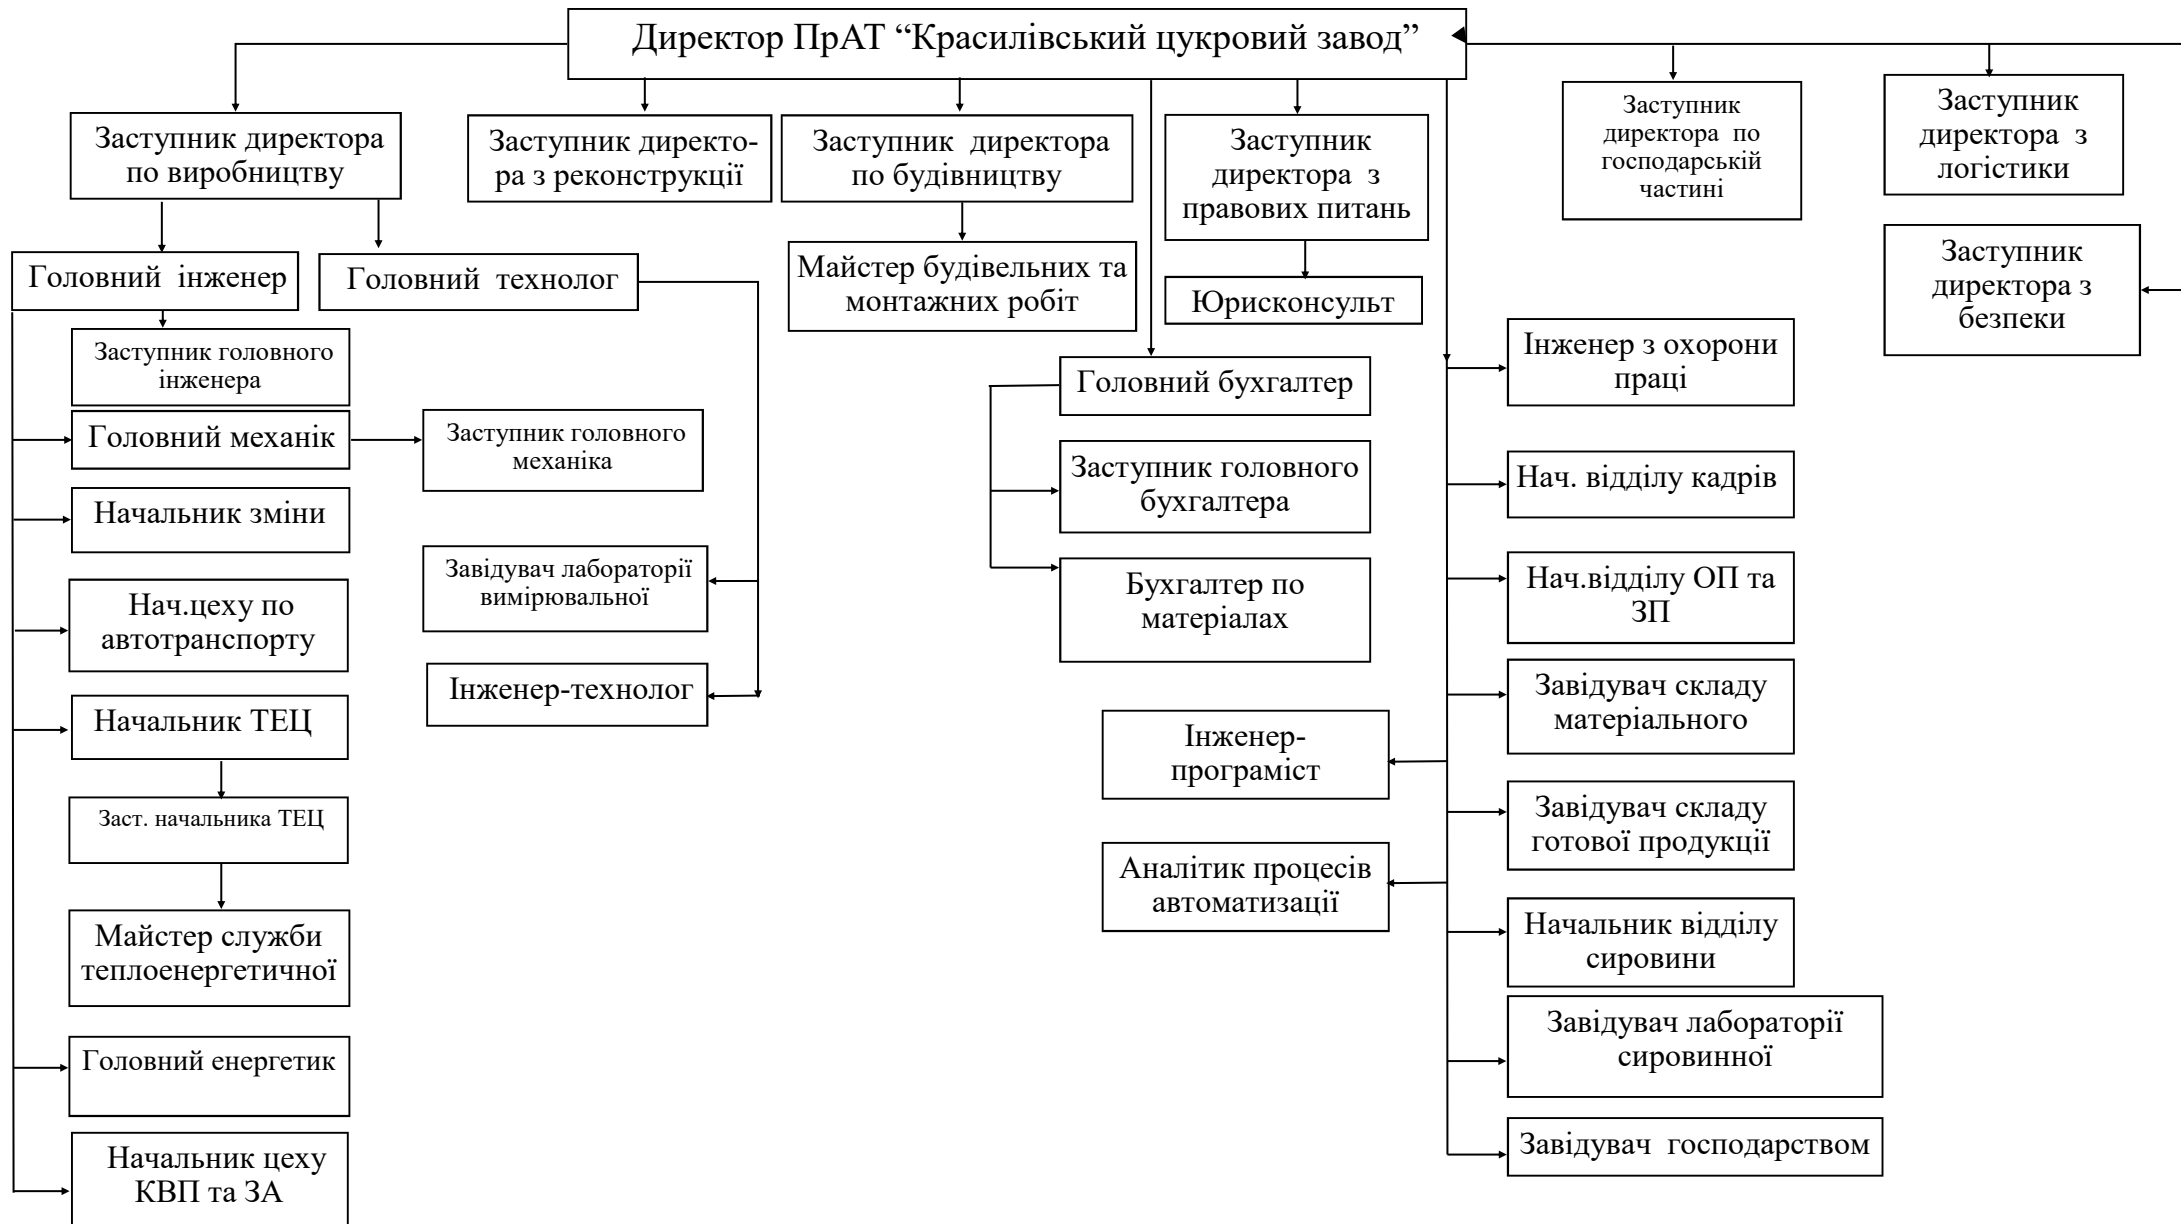 Директор ПрАТ “Красилівський цукровий завод”
Заступник директора
по виробництву
Заступник директо-
ра з реконструкції
Заступник директора
по будівництву
Заступник
директора з
правових питань
Заступник
директора по
господарській
частині
Заступник
директора з
логістики
Заступник
директора з
безпеки
Головний інженер
Головний технолог
Майстер будівельних та
монтажних робіт
Юрисконсульт
Заступник головного
інженера
Головний механік
Заступник головного
механіка
Начальник зміни
Завідувач лабораторії
вимірювальної
Нач.цеху по
автотранспорту
Інженер-технолог
Начальник ТЕЦ
Заст. начальника ТЕЦ
Майстер служби
теплоенергетичної
Головний енергетик
Начальник цеху
КВП та ЗА
Головний бухгалтер
Заступник головного
бухгалтера
Бухгалтер по
матеріалах
Інженер-
програміст
Аналітик процесів
автоматизації
Інженер з охорони
праці
Нач. відділу кадрів
Нач.відділу ОП та
ЗП
Завідувач складу
матеріального
Завідувач складу
готової продукції
Начальник відділу
сировини
Завідувач лабораторії
сировинної
Завідувач господарством